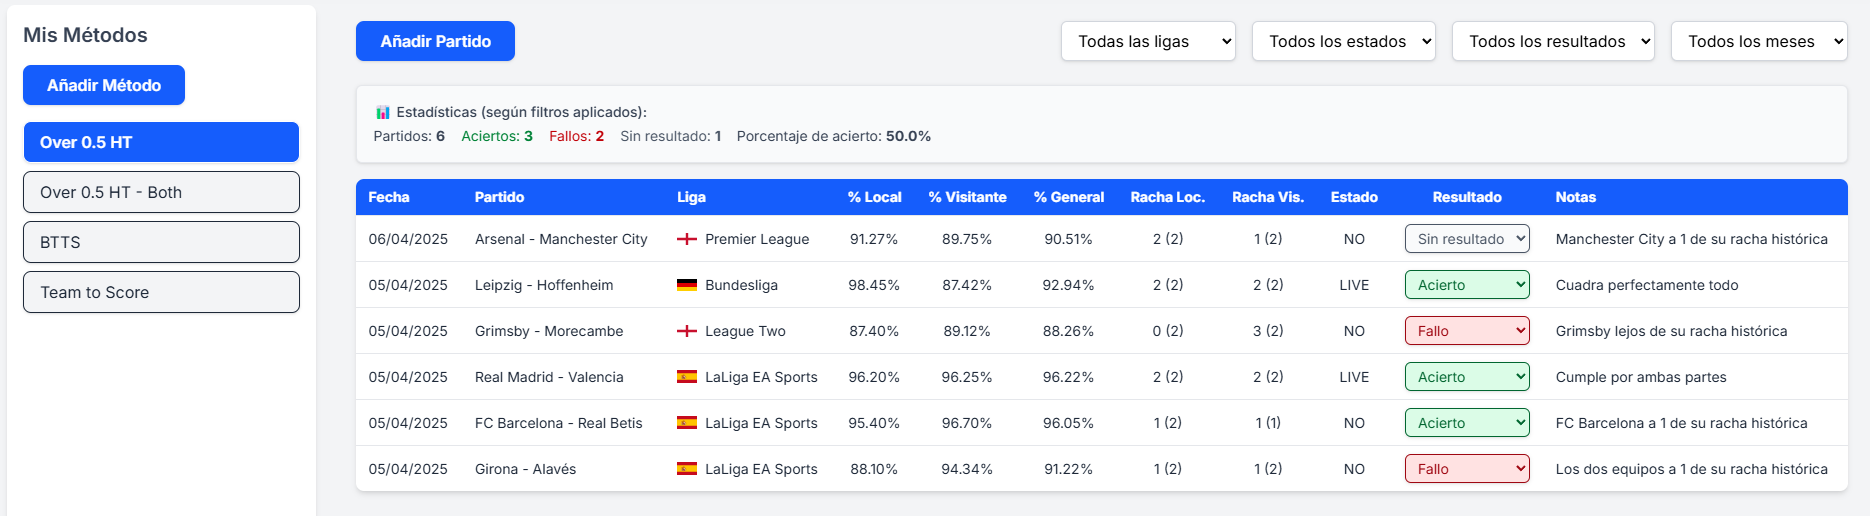 Mis Métodos
Añadir Método
Over 0.5 HT
Over 0.5 HT - Both
BTTS
Team to Score
Añadir Partido
Todas las ligas
Todos los estados
Todos los resultados
Todos los meses
Estadísticas (según filtros aplicados):
Partidos: 6 Aciertos: 3 Fallos: 2 Sin resultado: 1 Porcentaje de acierto: 50.0%
Fecha Partido Liga % Local % Visitante % General Racha Loc. Racha Vis. Estado Resultado Notas
06/04/2025 Arsenal - Manchester City Premier League 91.27% 89.75% 90.51% 2 (2) 1 (2) NO Sin resultado Manchester City a 1 de su racha histórica
05/04/2025 Leipzig - Hoffenheim Bundesliga 98.45% 87.42% 92.94% 2 (2) 2 (2) LIVE Acierto Cuadra perfectamente todo
05/04/2025 Grimsby - Morecambe League Two 87.40% 89.12% 88.26% 0 (2) 3 (2) NO Fallo Grimsby lejos de su racha histórica
05/04/2025 Real Madrid - Valencia LaLiga EA Sports 96.20% 96.25% 96.22% 2 (2) 2 (2) LIVE Acierto Cumple por ambas partes
05/04/2025 FC Barcelona - Real Betis LaLiga EA Sports 95.40% 96.70% 96.05% 1 (2) 1 (1) NO Acierto FC Barcelona a 1 de su racha histórica
05/04/2025 Girona - Alavés LaLiga EA Sports 88.10% 94.34% 91.22% 1 (2) 1 (2) NO Fallo Los dos equipos a 1 de su racha histórica